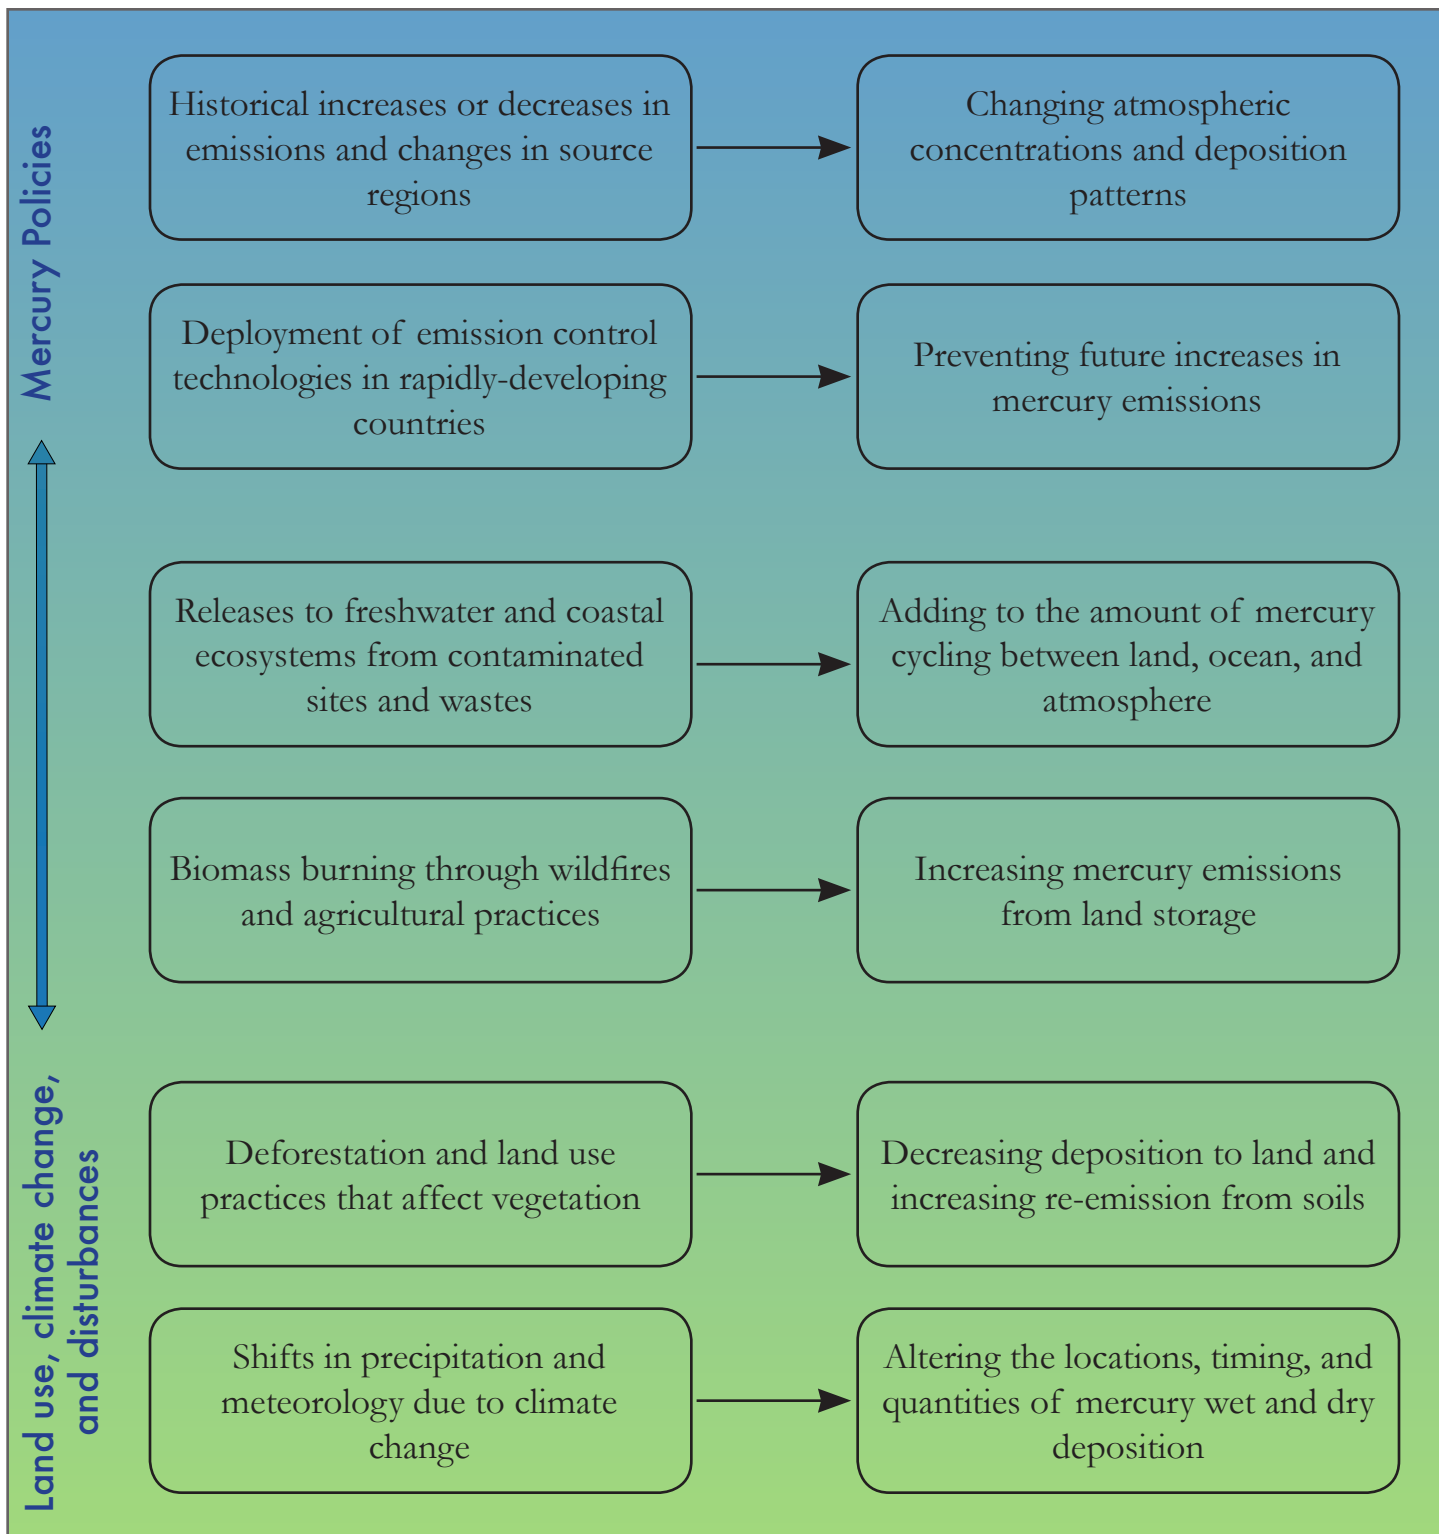 Mercury Policies
Historical increases or decreases in
emissions and changes in source
regions
Changing atmospheric
concentrations and deposition
patterns
Deployment of emission control
technologies in rapidly-developing
countries
Preventing future increases in
mercury emissions
Releases to freshwater and coastal
ecosystems from contaminated
sites and wastes
Adding to the amount of mercury
cycling between land, ocean, and
atmosphere
Biomass burning through wildfires
and agricultural practices
Increasing mercury emissions
from land storage
Land use, climate change,
and disturbances
Deforestation and land use
practices that affect vegetation
Decreasing deposition to land and
increasing re-emission from soils
Shifts in precipitation and
meteorology due to climate
change
Altering the locations, timing, and
quantities of mercury wet and dry
deposition